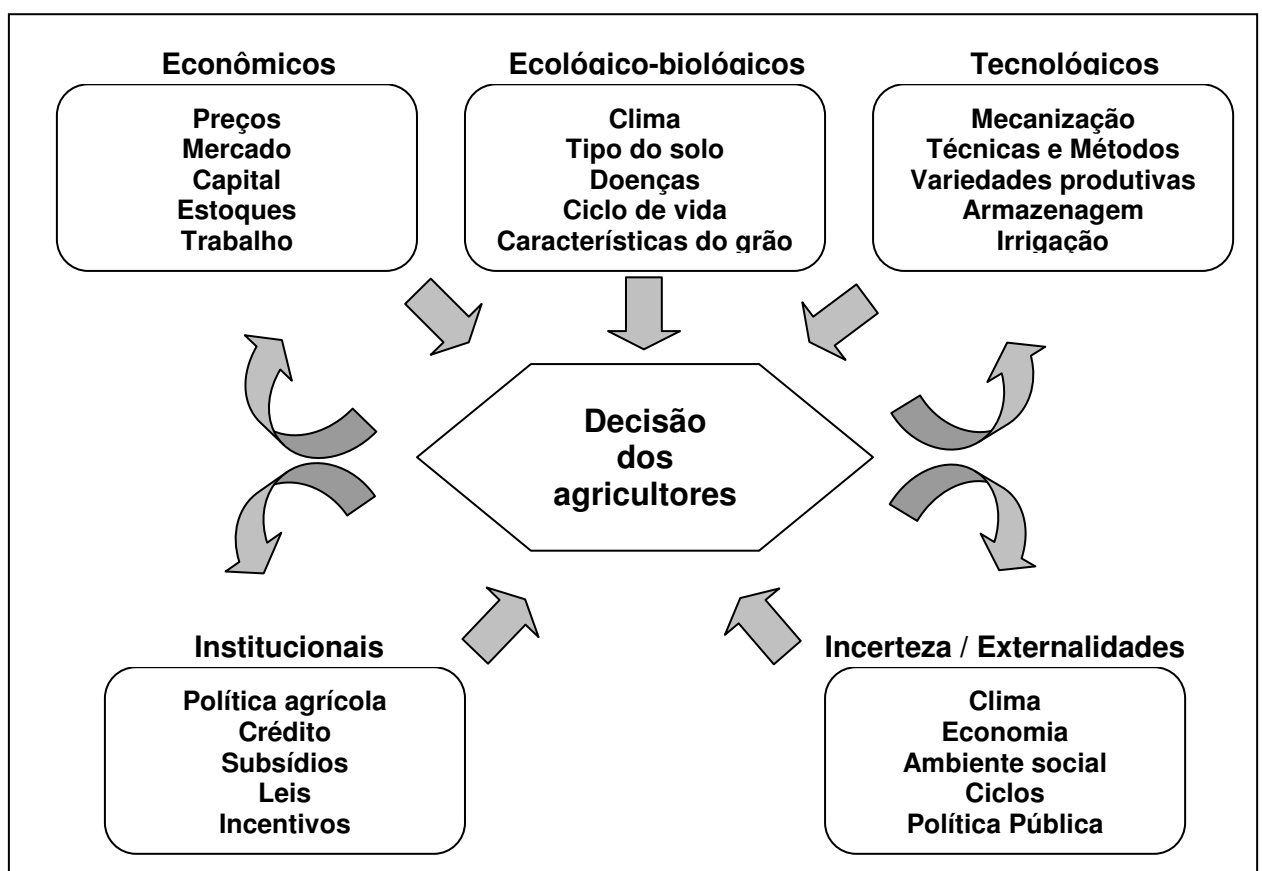 Econômicos
Preços
Mercado
Capital
Estoques
Trabalho
Ecológico-biológicos
Clima
Tipo do solo
Doenças
Ciclo de vida
Características do grão
Tecnológicos
Mecanização
Técnicas e Métodos
Variedades produtivas
Armazenagem
Irrigação
Decisão
dos
agricultores
Institucionais
Política agrícola
Crédito
Subsídios
Leis
Incentivos
Incerteza / Externalidades
Clima
Economia
Ambiente social
Ciclos
Política Pública